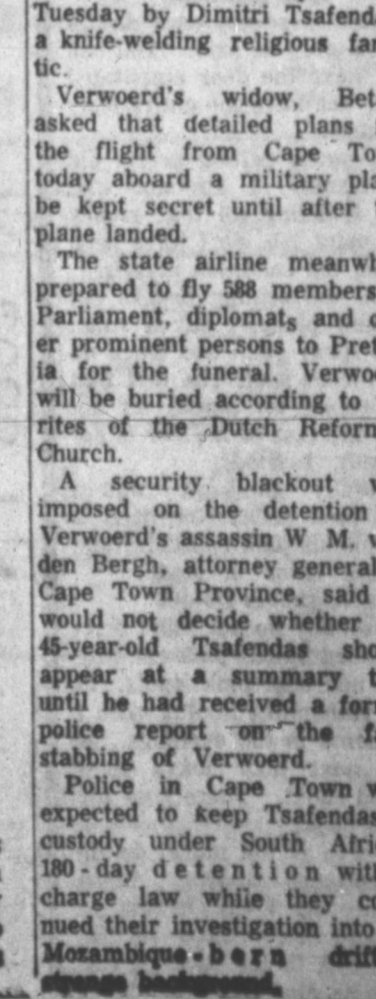 Tuesday by Dimitri Tsafend
a knife-welding religious fa
tic.
Verwoerd's widow, Bet
asked that detailed plans
the flight from Cape To
today aboard a military pla
be kept secret until after
plane landed.
The state airline meanwh
prepared to fly 588 members
Parliament, diplomats and o
er prominent persons to Pret
ia for the funeral. Verwo
will be buried according to
rites of the Dutch Reform
Church.
A security blackout w
imposed on the detention
Verwoerd's assassin W M. v
den Bergh, attorney general
Cape Town Province, said
would not decide whether
45-year-old Tsafendas sho
appear at a summary t
until he had received a for
police report on the f
stabbing of Verwoerd.
Police in Cape Town w
expected to keep Tsafendas
custody under South Afri
180-day detention wit
charge law while they co
nued their investigation into
Mozambique-born drift
strange background.